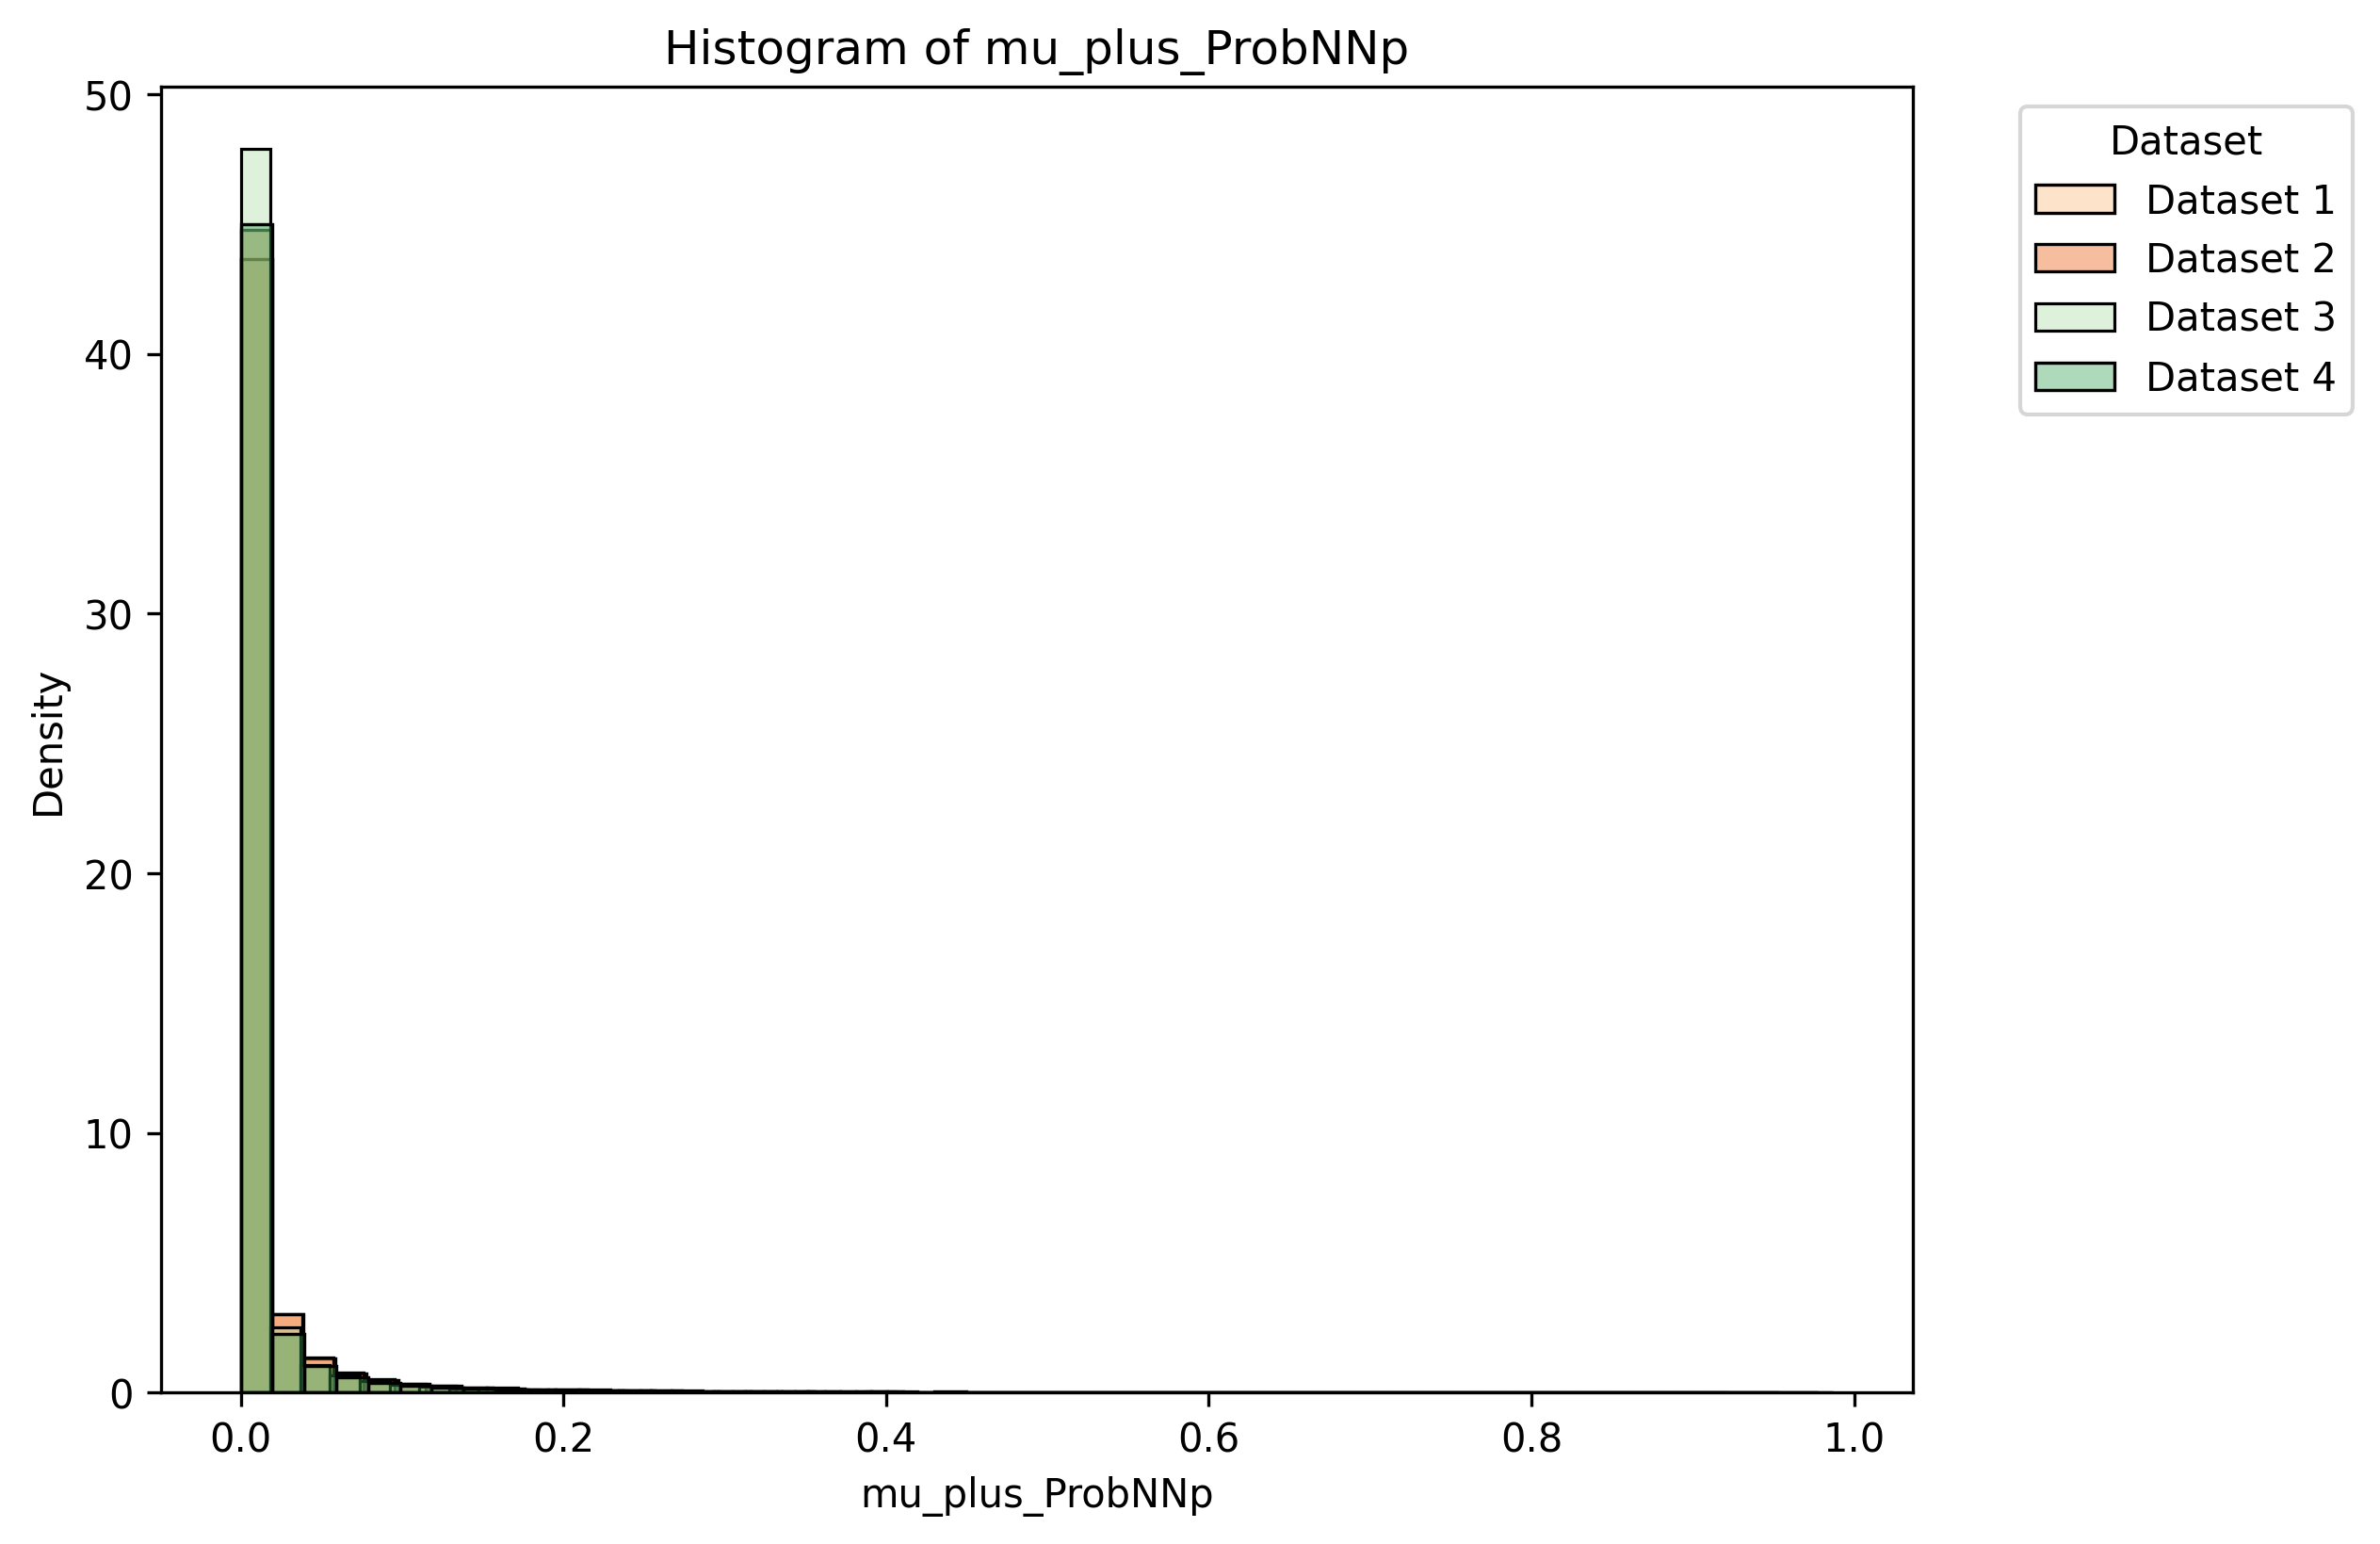 Histogram of mu_plus_ProbNNp
Dataset
Dataset 1
Dataset 2
Dataset 3
Dataset 4
50
40
30
20
10
0
Density
0.0 0.2 0.4 0.6 0.8 1.0
mu_plus_ProbNNp